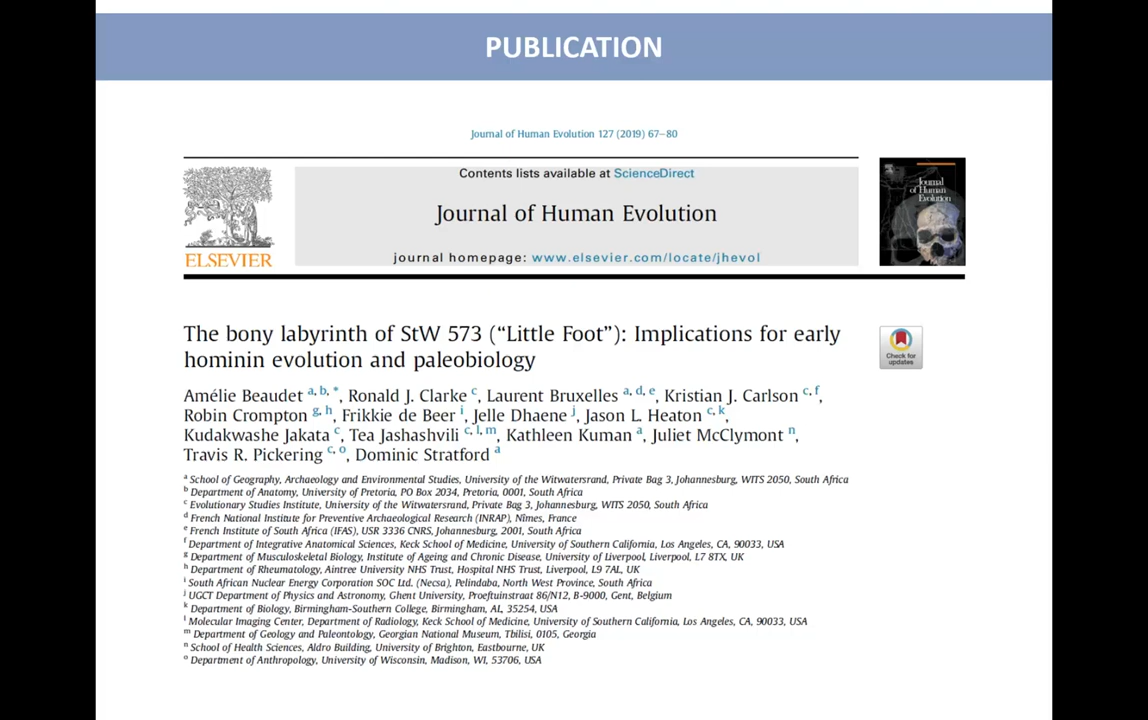 PUBLICATION
Journal of Human Evolution 127 (2019) 67–80
Contents lists available at ScienceDirect
Journal of Human Evolution
journal homepage: www.elsevier.com/locate/jhevol
ELSEVIER
Journal
of Human
Evolution
The bony labyrinth of StW 573 (“Little Foot”): Implications for early
hominin evolution and paleobiology
Check for
updates
Amélie Beaudet a, b, *, Ronald J. Clarke c, Laurent Bruxelles a, d, e, Kristian J. Carlson c, f,
Robin Crompton g, h, Frikkie de Beer i, Jelle Dhaene j, Jason L. Heaton c, k,
Kudakwashe Jakata c, Tea Jashashvili c, l, m, Kathleen Kuman a, Juliet McClymont n,
Travis R. Pickering c, o, Dominic Stratford a
a School of Geography, Archaeology and Environmental Studies, University of the Witwatersrand, Private Bag 3, Johannesburg, WITS 2050, South Africa
b Department of Anatomy, University of Pretoria, PO Box 2034, Pretoria, 0001, South Africa
c Evolutionary Studies Institute, University of the Witwatersrand, Private Bag 3, Johannesburg, WITS 2050, South Africa
d French National Institute for Preventive Archaeological Research (INRAP), Nîmes, France
e French Institute of South Africa (IFAS), USR 3336 CNRS, Johannesburg, 2001, South Africa
f Department of Integrative Anatomical Sciences, Keck School of Medicine, University of Southern California, Los Angeles, CA, 90033, USA
g Department of Musculoskeletal Biology, Institute of Ageing and Chronic Disease, University of Liverpool, Liverpool, L7 8TX, UK
h Department of Rheumatology, Aintree University NHS Trust, Hospital NHS Trust, Liverpool, L9 7AL, UK
i South African Nuclear Energy Corporation SOC Ltd. (Necsa), Pelindaba, North West Province, South Africa
j UGCT Department of Physics and Astronomy, Ghent University, Proeftuinstraat 86/N12, B-9000, Gent, Belgium
k Department of Biology, Birmingham-Southern College, Birmingham, AL, 35254, USA
l Molecular Imaging Center, Department of Radiology, Keck School of Medicine, University of Southern California, Los Angeles, CA, 90033, USA
m Department of Geology and Paleontology, Georgian National Museum, Tbilisi, 0105, Georgia
n School of Health Sciences, Aldro Building, University of Brighton, Eastbourne, UK
o Department of Anthropology, University of Wisconsin, Madison, WI, 53706, USA